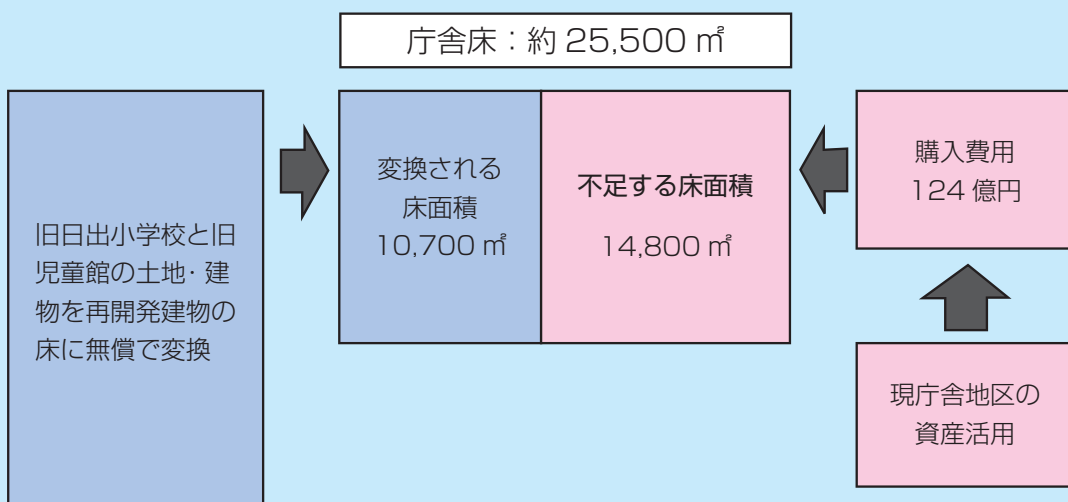 庁舎床：約 25,500 ㎡
旧日出小学校と旧
児童館の土地・建
物を再開発建物の
床に無償で変換
変換される
床面積
10,700 ㎡
不足する床面積
14,800 ㎡
購入費用
124 億円
現庁舎地区の
資産活用